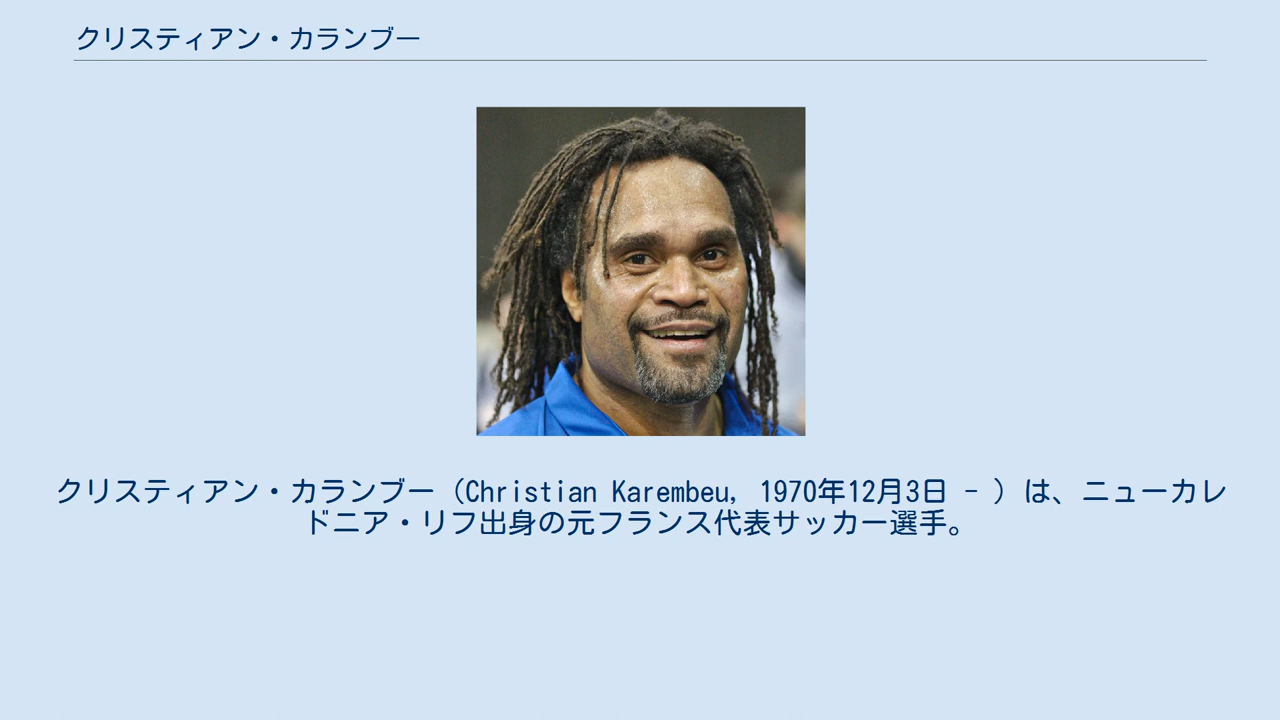 クリスティアン・カランブー
クリスティアン・カランブー（Christian Karembeu, 1970年12月3日 - ）は、ニューカレ
ドニア・リフ出身の元フランス代表サッカー選手。